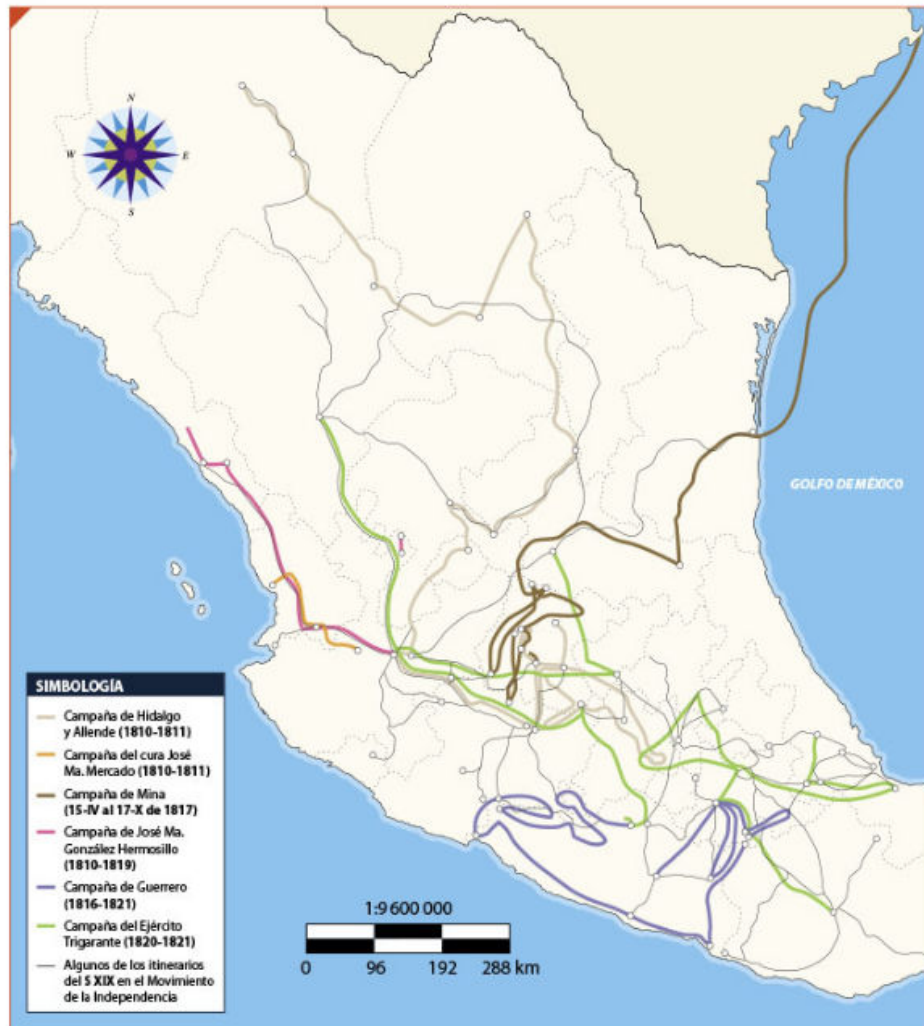 N
W
E
S
GOLFO DE MÉXICO
SIMBOLOGÍA
Campaña de Hidalgo
y Allende (1810-1811)
Campaña del cura José
Ma. Mercado (1810-1811)
Campaña de Mina
(15-IV al 17-X de 1817)
Campaña de José Ma.
González Hermosillo
(1810-1819)
Campaña de Guerrero
(1816-1821)
Campaña del Ejército
Trigarante (1820-1821)
Algunos de los itinerarios
del S XIX en el Movimiento
de la Independencia
1:9 600 000
0 96 192 288 km